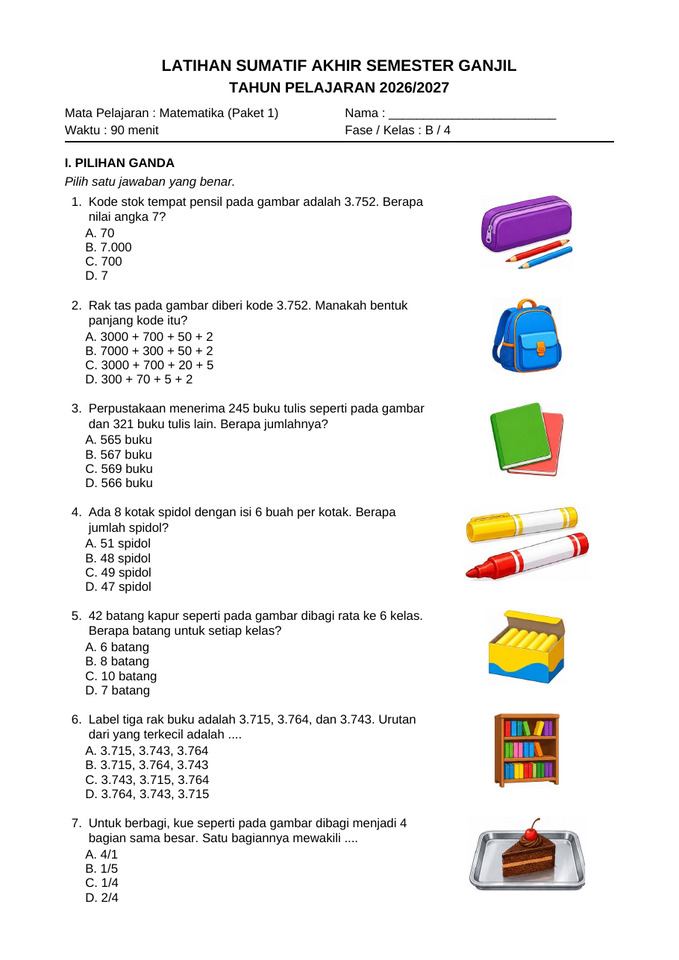 LATIHAN SUMATIF AKHIR SEMESTER GANJIL
TAHUN PELAJARAN 2026/2027
Mata Pelajaran : Matematika (Paket 1)
Nama : _________________________
Waktu : 90 menit
Fase / Kelas : B / 4
I. PILIHAN GANDA
Pilih satu jawaban yang benar.
1. Kode stok tempat pensil pada gambar adalah 3.752. Berapa
nilai angka 7?
A. 70
B. 7.000
C. 700
D. 7
2. Rak tas pada gambar diberi kode 3.752. Manakah bentuk
panjang kode itu?
A. 3000 + 700 + 50 + 2
B. 7000 + 300 + 50 + 2
C. 3000 + 700 + 20 + 5
D. 300 + 70 + 5 + 2
3. Perpustakaan menerima 245 buku tulis seperti pada gambar
dan 321 buku tulis lain. Berapa jumlahnya?
A. 565 buku
B. 567 buku
C. 569 buku
D. 566 buku
4. Ada 8 kotak spidol dengan isi 6 buah per kotak. Berapa
jumlah spidol?
A. 51 spidol
B. 48 spidol
C. 49 spidol
D. 47 spidol
5. 42 batang kapur seperti pada gambar dibagi rata ke 6 kelas.
Berapa batang untuk setiap kelas?
A. 6 batang
B. 8 batang
C. 10 batang
D. 7 batang
6. Label tiga rak buku adalah 3.715, 3.764, dan 3.743. Urutan
dari yang terkecil adalah ....
A. 3.715, 3.743, 3.764
B. 3.715, 3.764, 3.743
C. 3.743, 3.715, 3.764
D. 3.764, 3.743, 3.715
7. Untuk berbagi, kue seperti pada gambar dibagi menjadi 4
bagian sama besar. Satu bagiannya mewakili ....
A. 4/1
B. 1/5
C. 1/4
D. 2/4